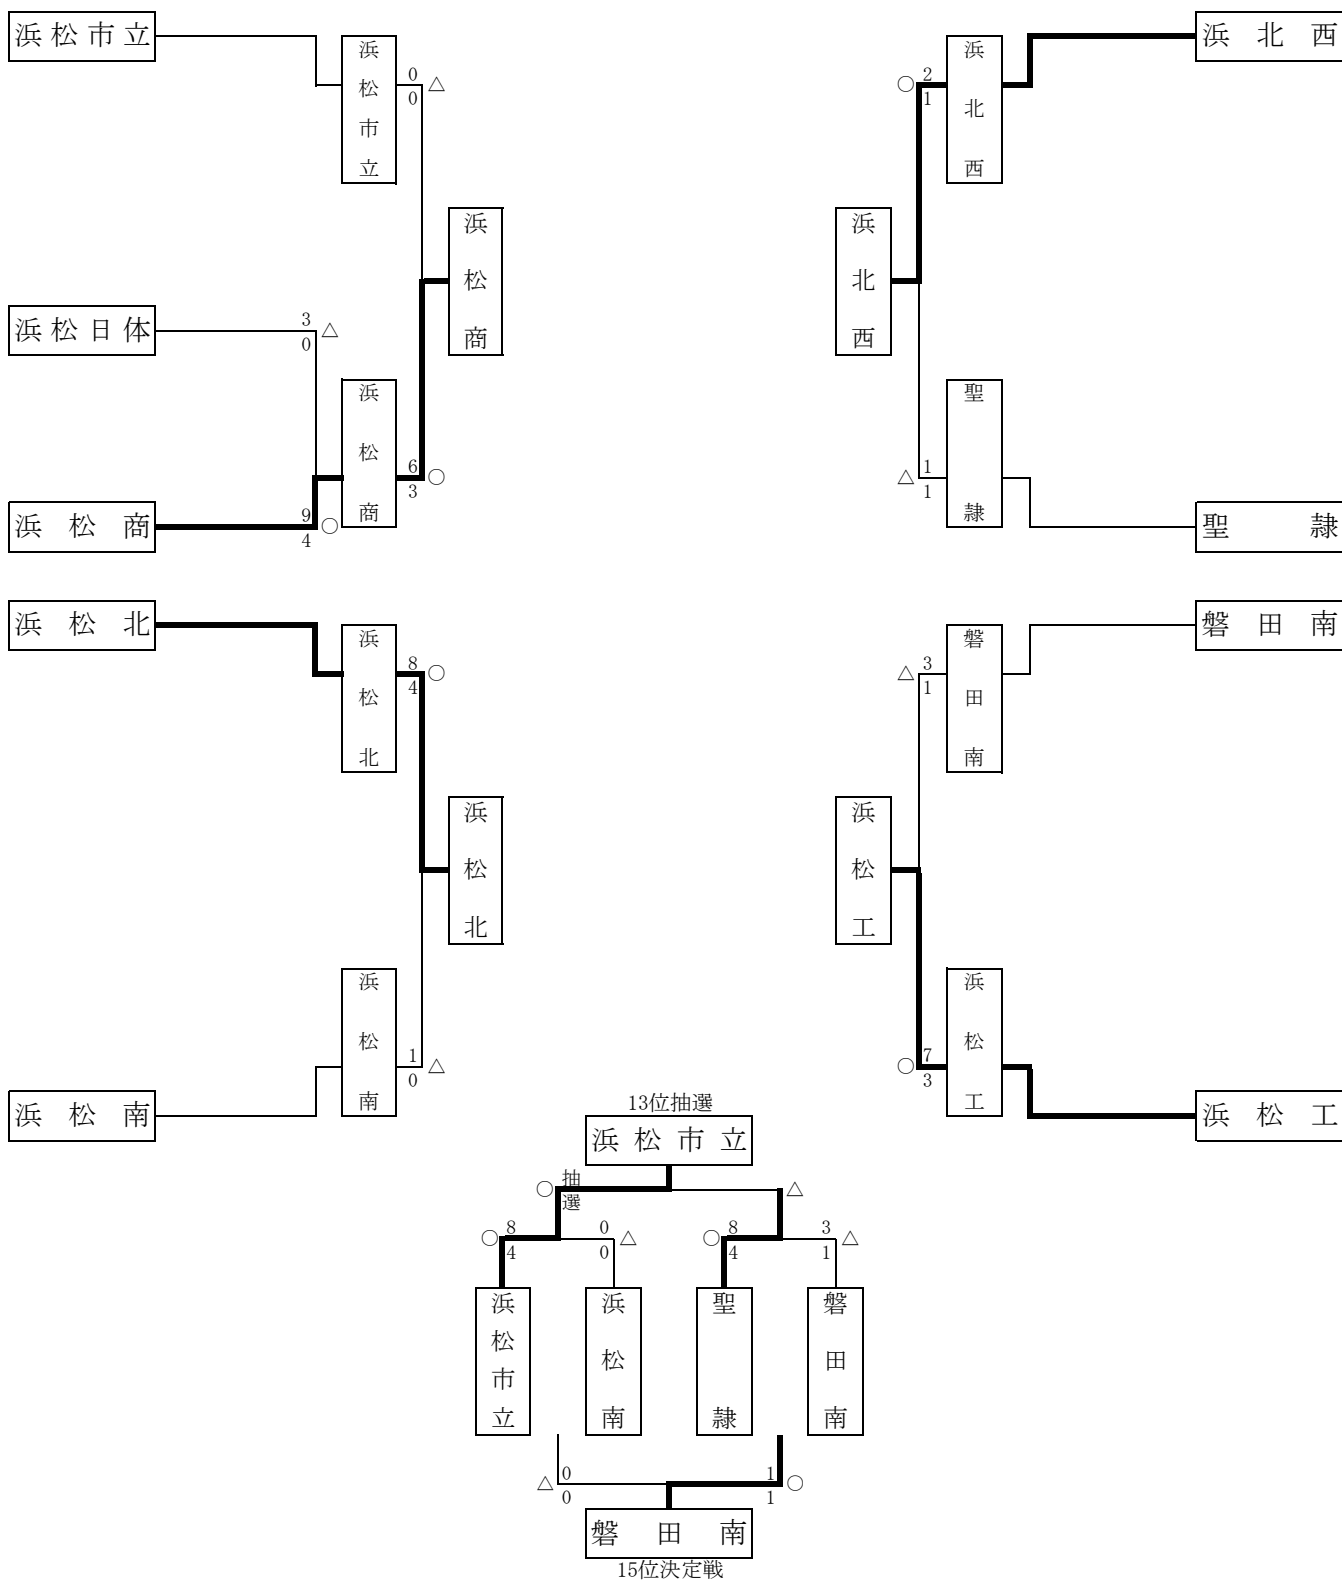 浜松市立
浜松市立
0
0
△
浜松日体
3
0
△
浜松商
浜松商
9
4
○
浜松商
6
3
○
浜北西
浜北西
2
1
○
浜北西
聖隷
1
1
△
聖隷
浜松北
浜松北
8
4
○
浜松北
浜松南
1
0
△
浜松南
磐田南
磐田南
3
1
△
浜松工
浜松工
7
3
○
浜松工
13位抽選
浜松市立
○
抽選
△
○
8
4
0
0
△
○
8
4
3
1
△
浜松市立
浜松南
聖隷
磐田南
△
0
0
1
1
○
磐田南
15位決定戦